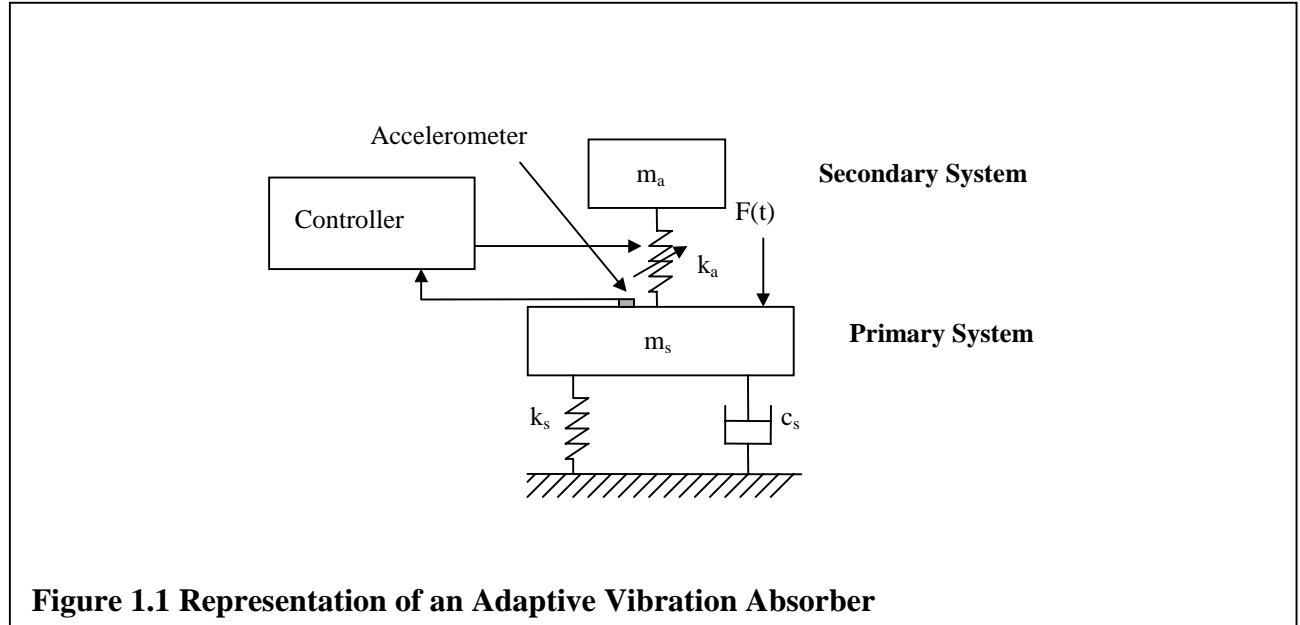 Accelerometer
m_a
Secondary System
Controller
F(t)
k_a
m_s
Primary System
k_s
c_s
Figure 1.1 Representation of an Adaptive Vibration Absorber